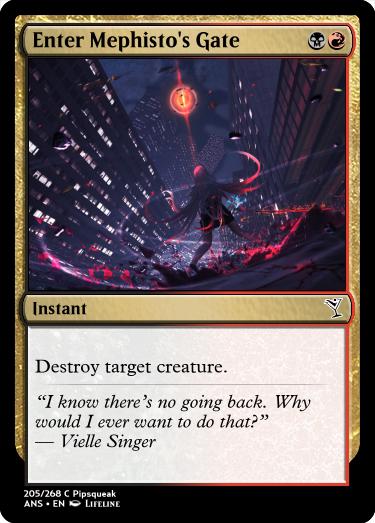 Enter Mephisto's Gate
Instant
Destroy target creature.
“I know there's no going back. Why
would I ever want to do that?”
— Vielle Singer
205/268 C Pipsqueak
ANS • EN Lifeline